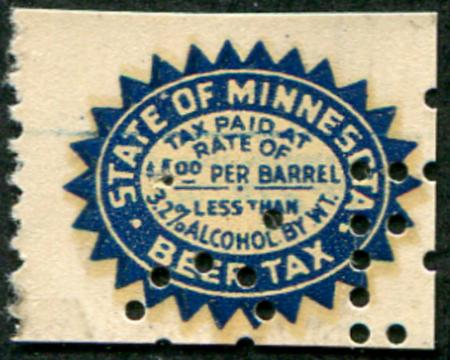 STATE OF MINNESOTA
TAX PAID AT
RATE OF
$5.00 PER BARREL
LESS THAN
3.2% ALCOHOL BY WT.
BEER TAX